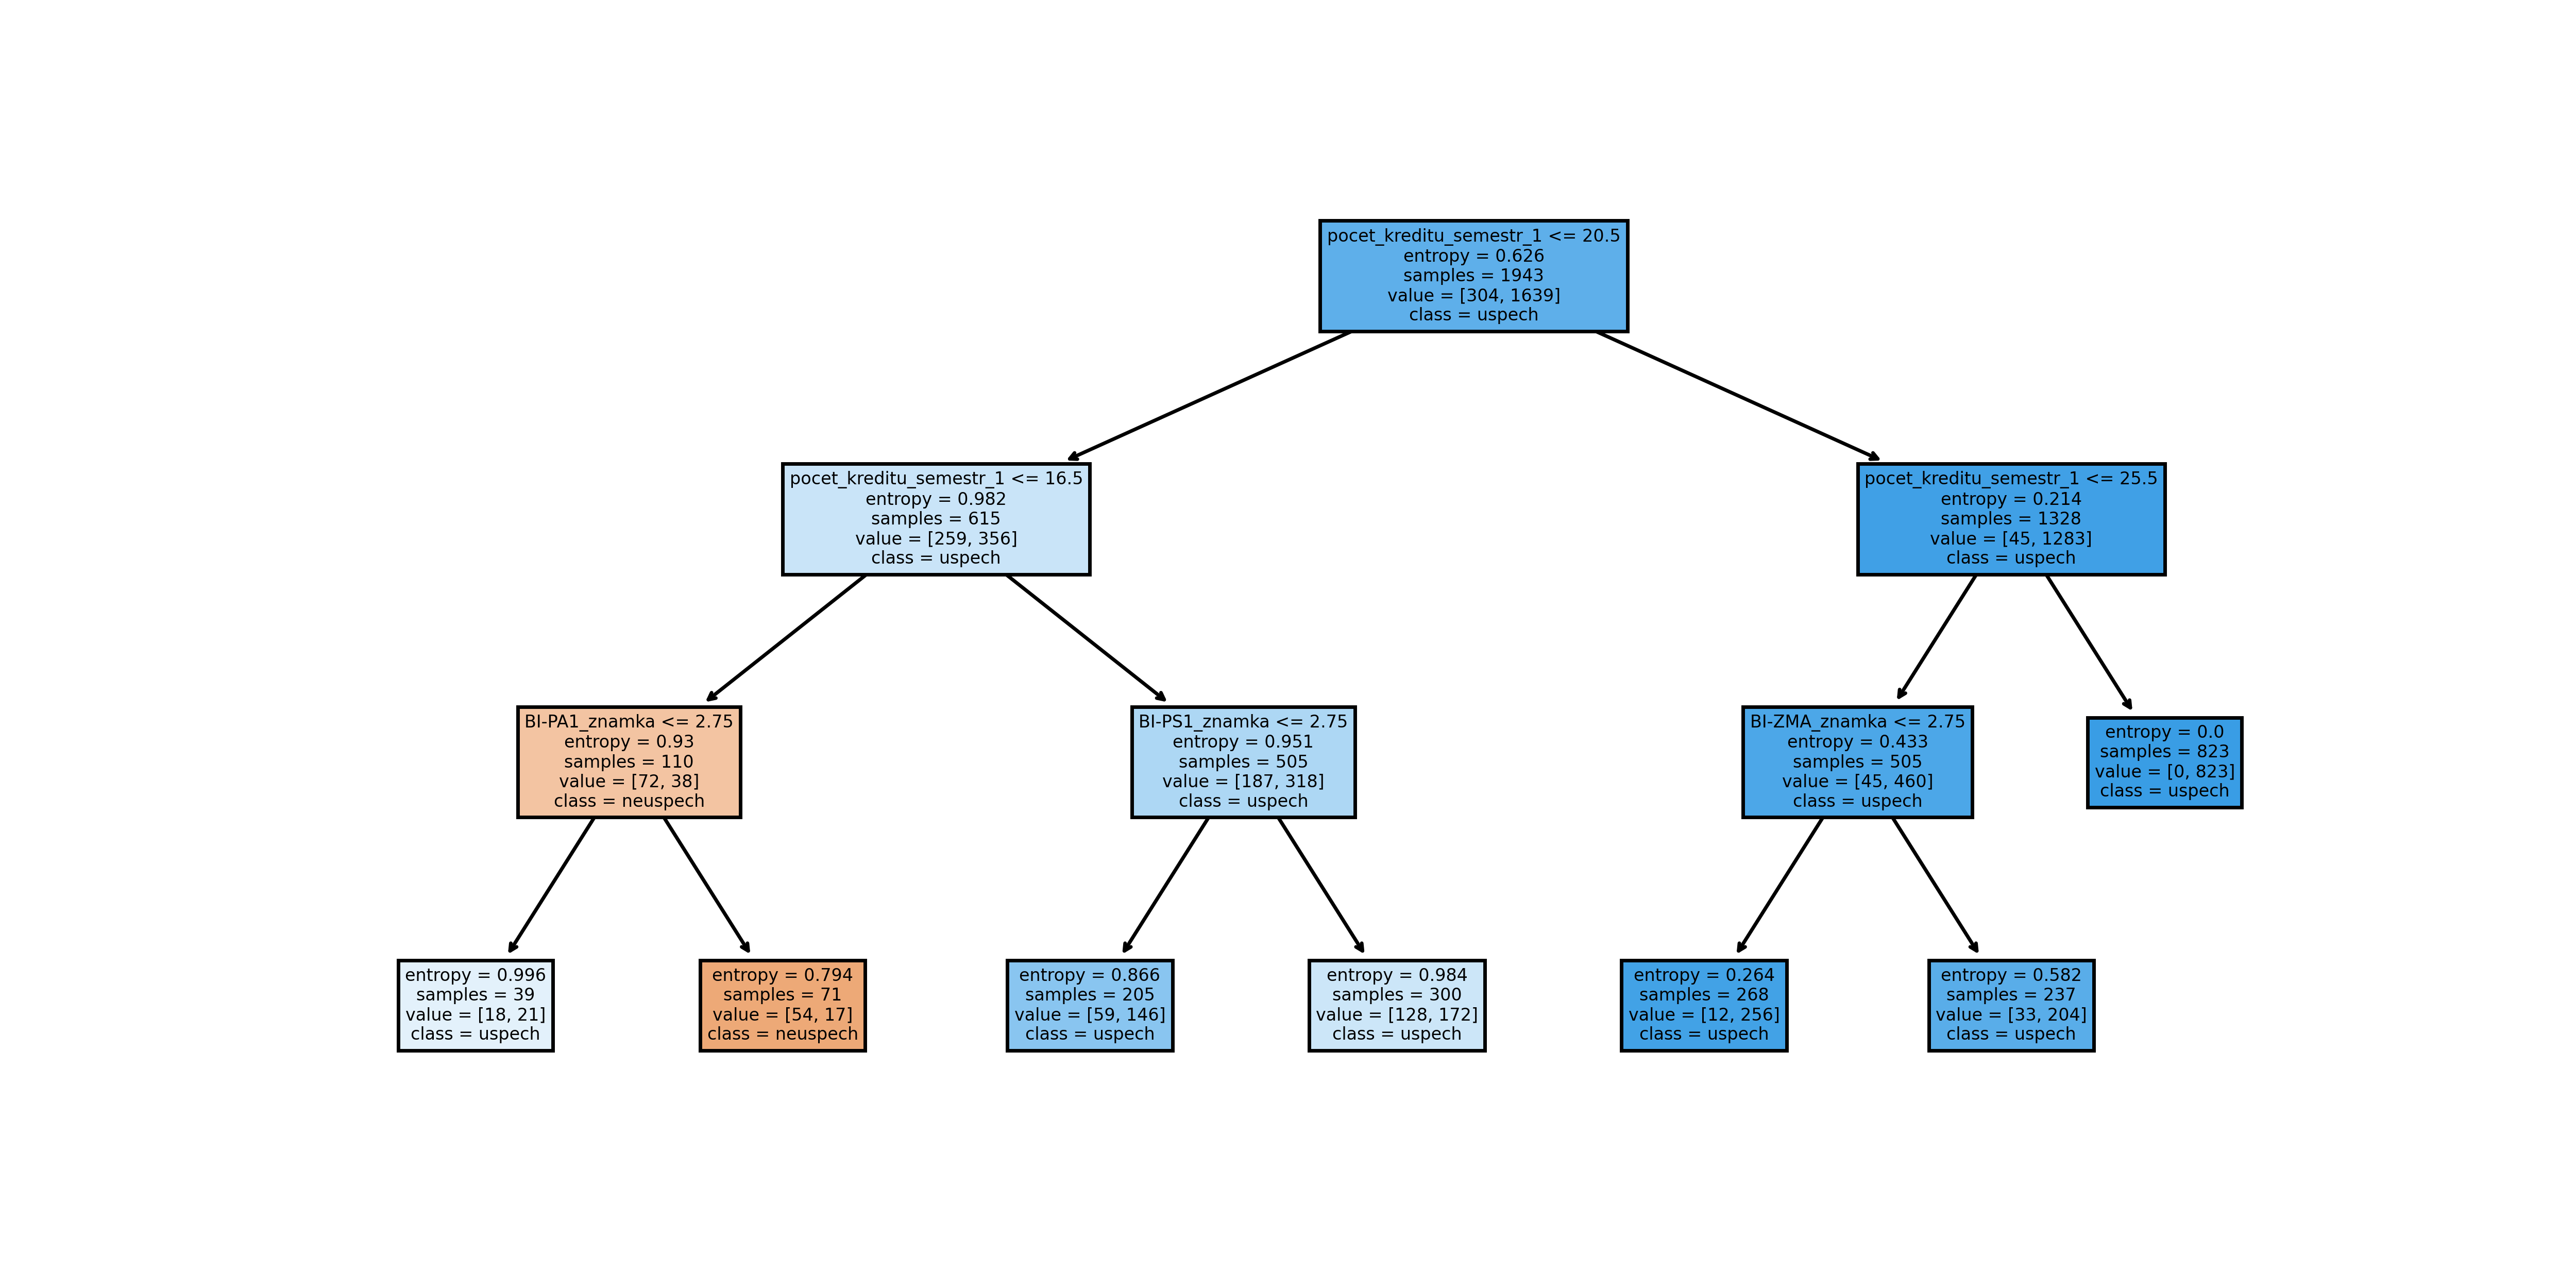 pocet_kreditu_semestr_1 <= 20.5
entropy = 0.626
samples = 1943
value = [304, 1639]
class = uspech
pocet_kreditu_semestr_1 <= 16.5
entropy = 0.982
samples = 615
value = [259, 356]
class = uspech
pocet_kreditu_semestr_1 <= 25.5
entropy = 0.214
samples = 1328
value = [45, 1283]
class = uspech
BI-PA1_znamka <= 2.75
entropy = 0.93
samples = 110
value = [72, 38]
class = neuspech
BI-PS1_znamka <= 2.75
entropy = 0.951
samples = 505
value = [187, 318]
class = uspech
BI-ZMA_znamka <= 2.75
entropy = 0.433
samples = 505
value = [45, 460]
class = uspech
entropy = 0.0
samples = 823
value = [0, 823]
class = uspech
entropy = 0.996
samples = 39
value = [18, 21]
class = uspech
entropy = 0.794
samples = 71
value = [54, 17]
class = neuspech
entropy = 0.866
samples = 205
value = [59, 146]
class = uspech
entropy = 0.984
samples = 300
value = [128, 172]
class = uspech
entropy = 0.264
samples = 268
value = [12, 256]
class = uspech
entropy = 0.582
samples = 237
value = [33, 204]
class = uspech